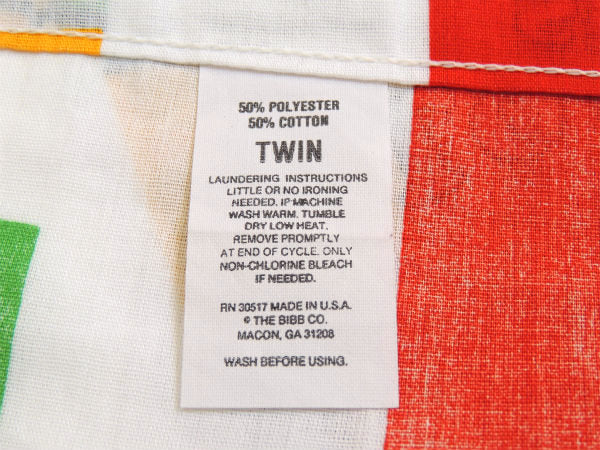 50% POLYESTER
50% COTTON
TWIN
LAUNDERING INSTRUCTIONS
LITTLE OR NO IRONING
NEEDED. IF MACHINE
WASH WARM. TUMBLE
DRY LOW HEAT.
REMOVE PROMPTLY
AT END OF CYCLE. ONLY
NON-CHLORINE BLEACH
IF NEEDED.
RN 30517 MADE IN U.S.A.
© THE BIBB CO.
MACON, GA 31208
WASH BEFORE USING.